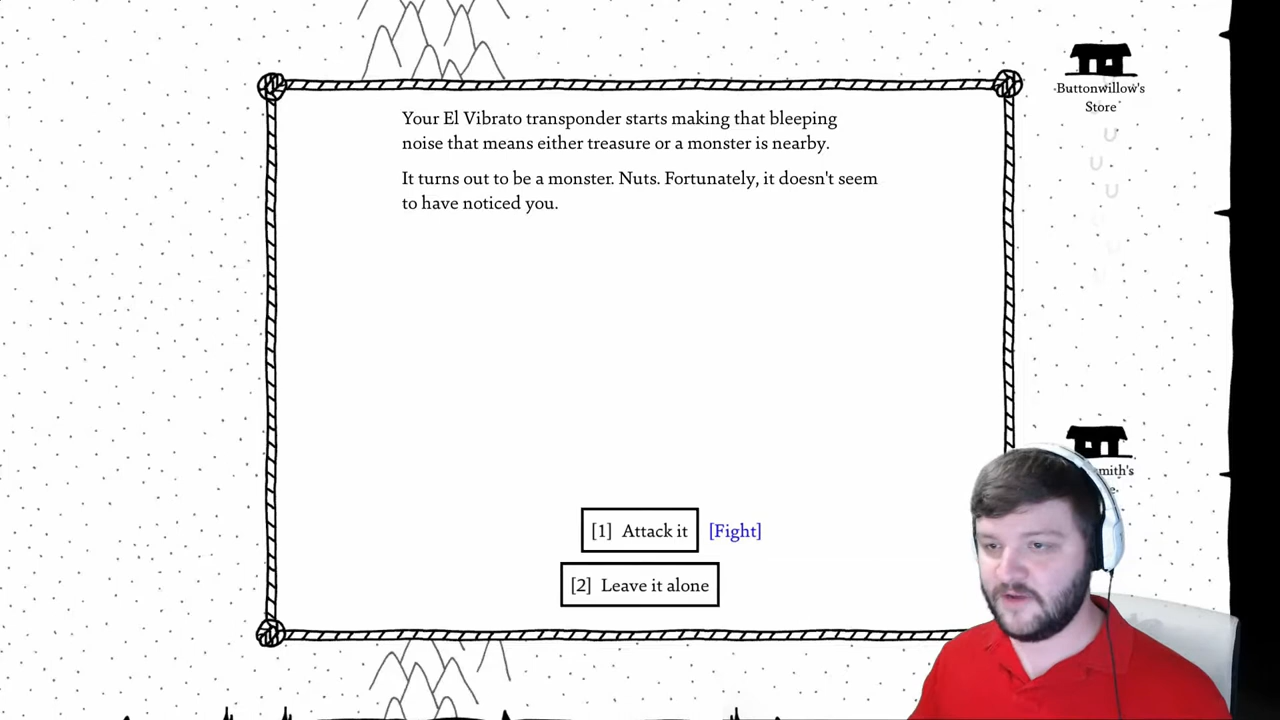 Buttonwillow's
Store
Your El Vibrato transponder starts making that bleeping
noise that means either treasure or a monster is nearby.
It turns out to be a monster. Nuts. Fortunately, it doesn't seem
to have noticed you.
[1] Attack it [Fight]
[2] Leave it alone